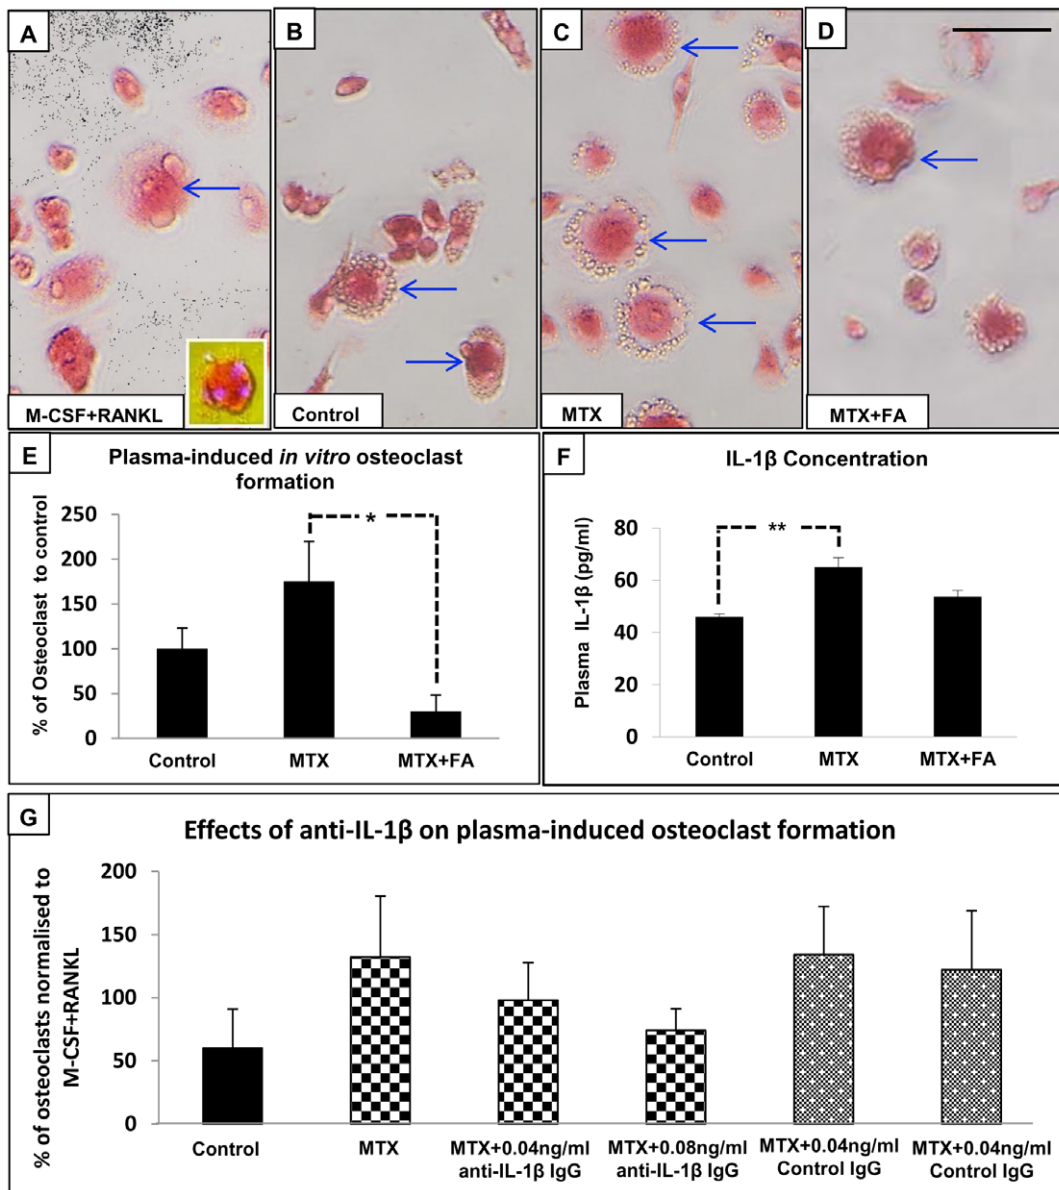 A
B
C
D
M-CSF+RANKL
Control
MTX
MTX+FA
E
Plasma-induced in vitro osteoclast
formation
% of Osteoclast to control
250
200
150
100
50
0
*
Control
MTX
MTX+FA
F
IL-1β Concentration
Plasma IL-1β (pg/ml)
80
60
40
20
0
**
Control
MTX
MTX+FA
G
Effects of anti-IL-1β on plasma-induced osteoclast formation
% of osteoclasts normalised to
M-CSF+RANKL
200
150
100
50
0
Control
MTX
MTX+0.04ng/ml
anti-IL-1β IgG
MTX+0.08ng/ml
anti-IL-1β IgG
MTX+0.04ng/ml
Control IgG
MTX+0.04ng/ml
Control IgG